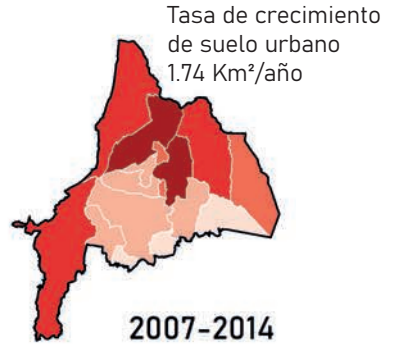 Tasa de crecimiento
de suelo urbano
1.74 Km²/año
2007-2014